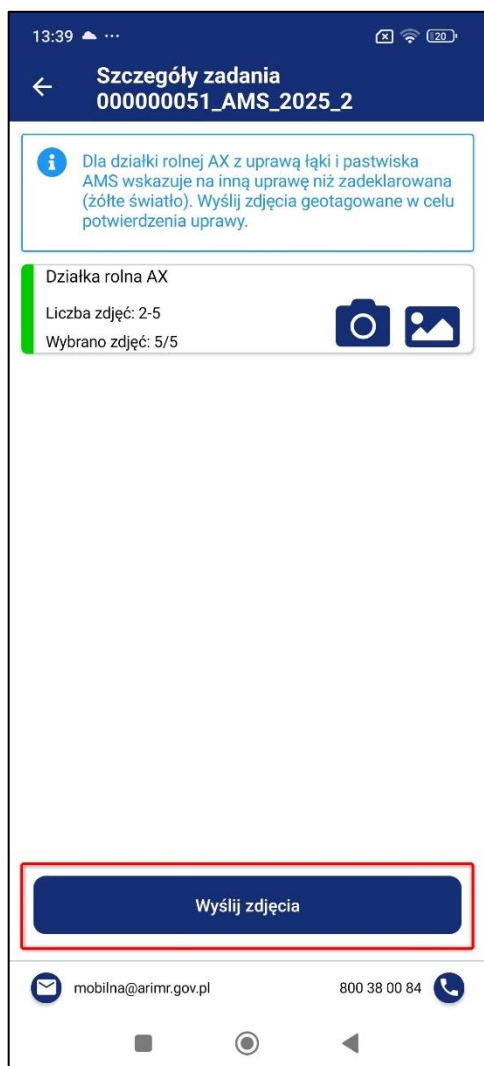 13:39
20
Szczegóły zadania
000000051_AMS_2025_2
Dla działki rolnej AX z uprawą łąki i pastwiska
AMS wskazuje na inną uprawę niż zadeklarowana
(żółte światło). Wyślij zdjęcia geotagowane w celu
potwierdzenia uprawy.
Działka rolna AX
Liczba zdjęć: 2-5
Wybrano zdjęć: 5/5
Wyślij zdjęcia
mobilna@arimr.gov.pl 800 38 00 84